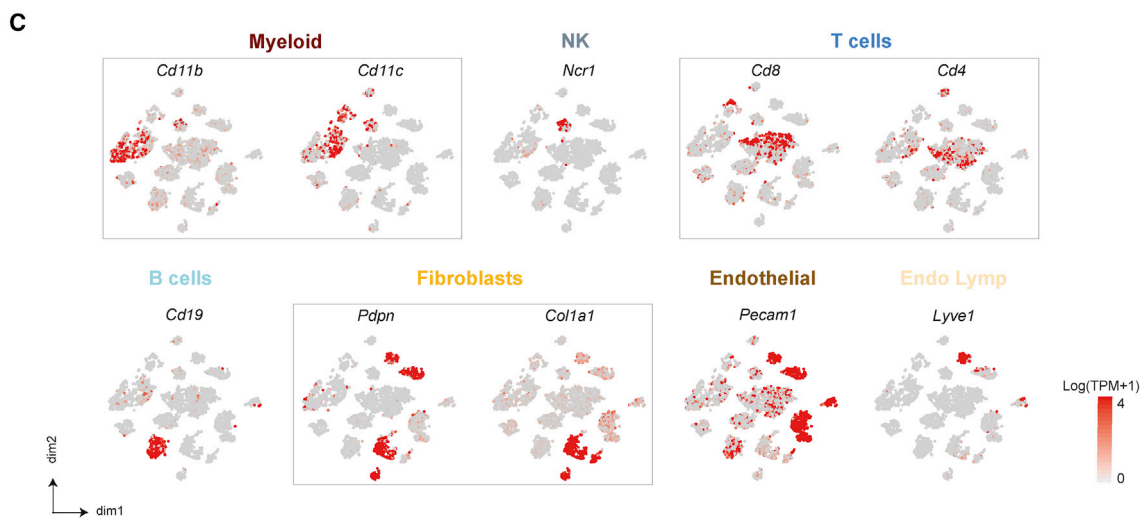 C
Myeloid NK T cells
Cd11b Cd11c Ncr1 Cd8 Cd4
B cells Fibroblasts Endothelial Endo Lymp
Cd19 Pdpn Col1a1 Pecam1 Lyve1
Log(TPM+1)
4
0
dim2
dim1